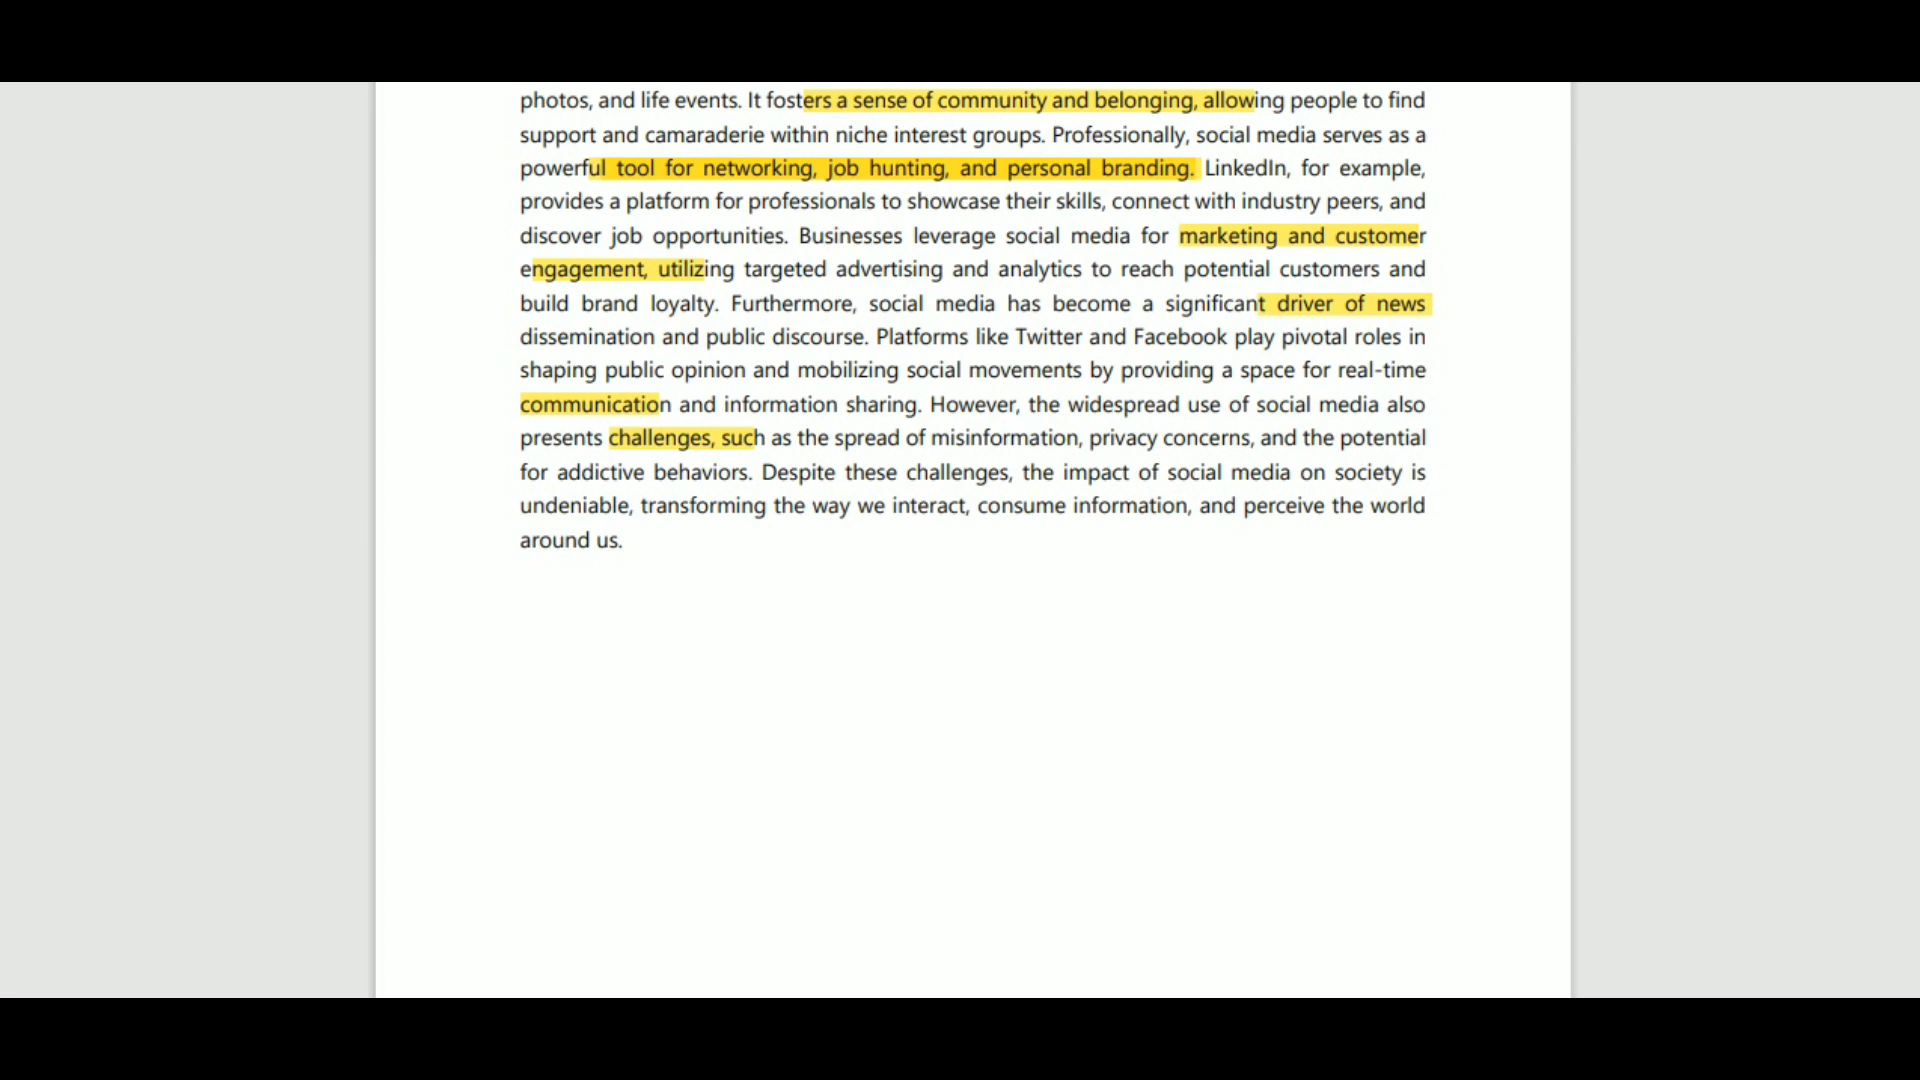 photos, and life events. It fosters a sense of community and belonging, allowing people to find
support and camaraderie within niche interest groups. Professionally, social media serves as a
powerful tool for networking, job hunting, and personal branding. LinkedIn, for example,
provides a platform for professionals to showcase their skills, connect with industry peers, and
discover job opportunities. Businesses leverage social media for marketing and customer
engagement, utilizing targeted advertising and analytics to reach potential customers and
build brand loyalty. Furthermore, social media has become a significant driver of news
dissemination and public discourse. Platforms like Twitter and Facebook play pivotal roles in
shaping public opinion and mobilizing social movements by providing a space for real-time
communication and information sharing. However, the widespread use of social media also
presents challenges, such as the spread of misinformation, privacy concerns, and the potential
for addictive behaviors. Despite these challenges, the impact of social media on society is
undeniable, transforming the way we interact, consume information, and perceive the world
around us.